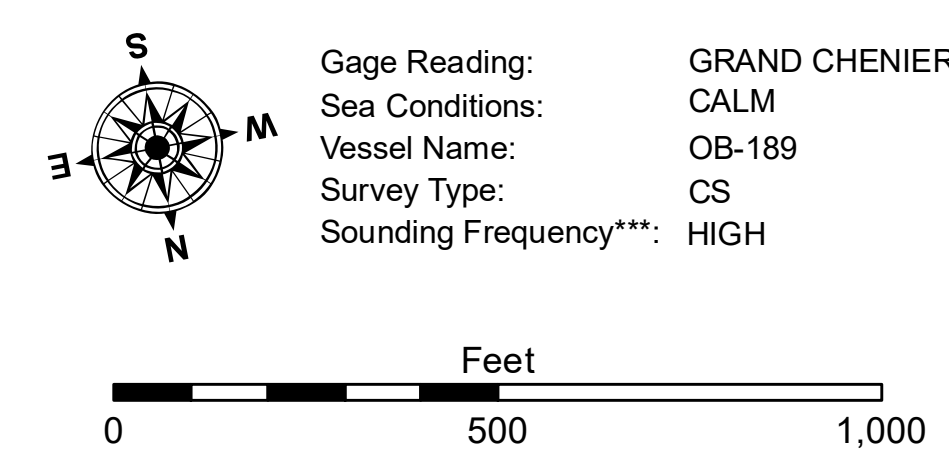 S
W
E
N
Gage Reading: GRAND CHENIER
Sea Conditions: CALM
Vessel Name: OB-189
Survey Type: CS
Sounding Frequency***: HIGH
Feet
0 500 1,000